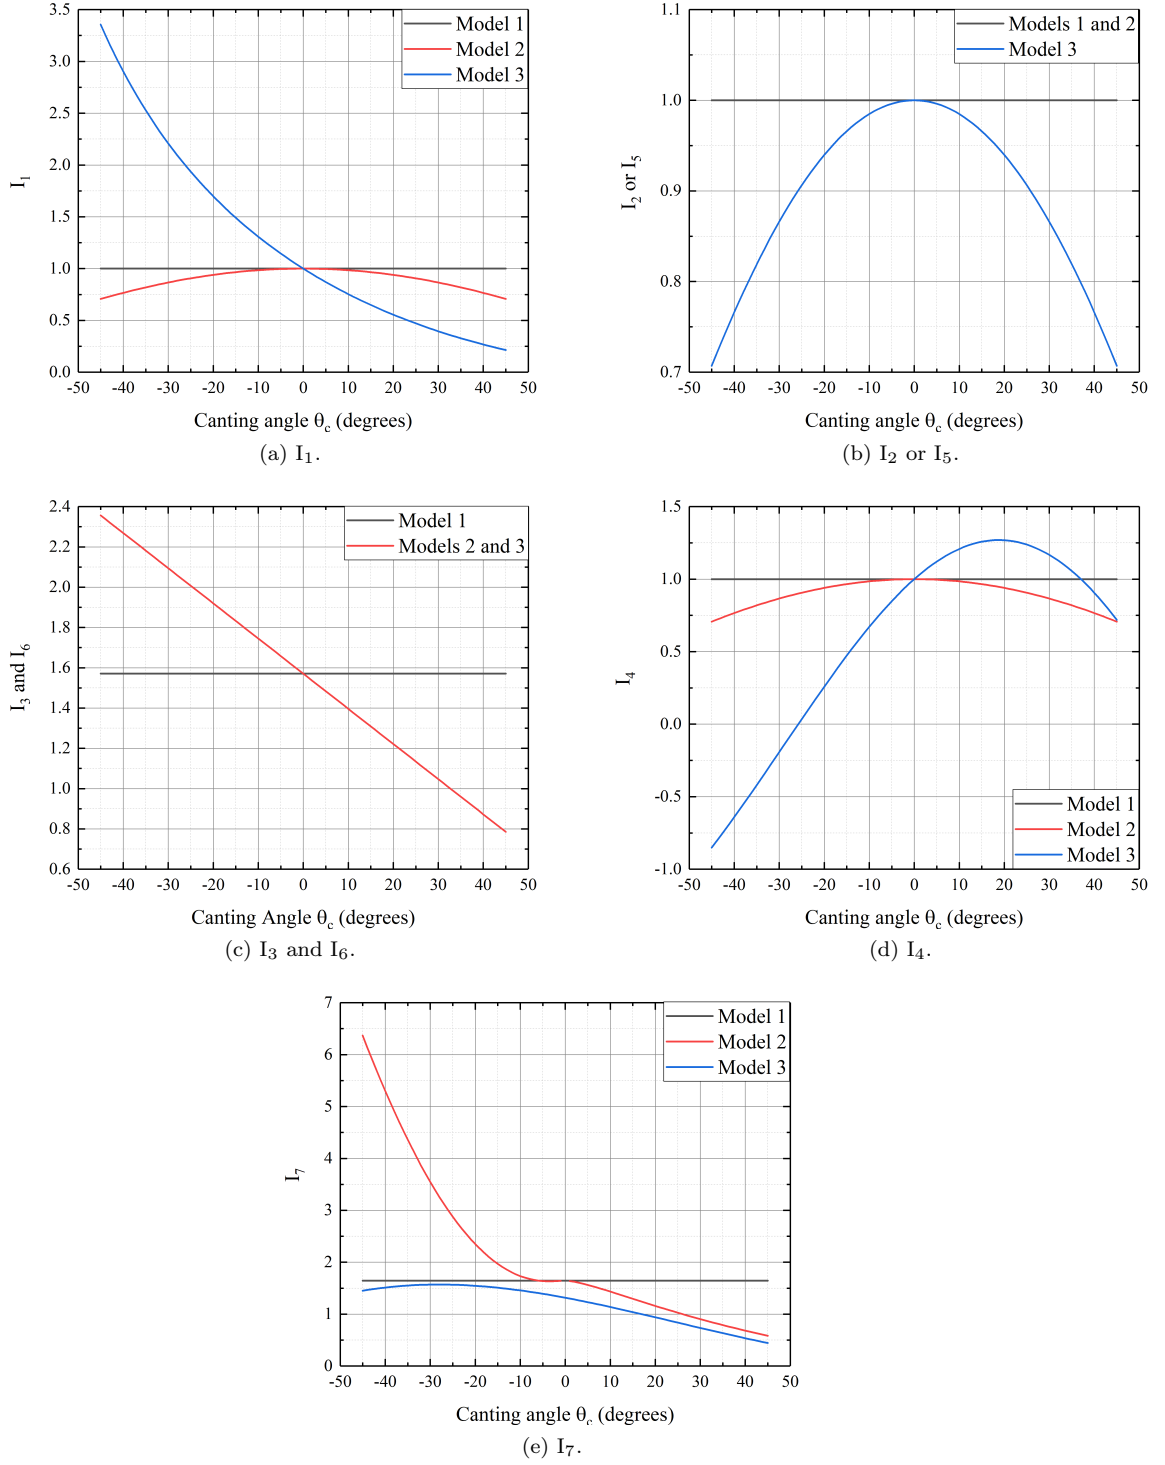 3.5
3.0
2.5
2.0
1.5
1.0
0.5
0.0
I₁
Model 1
Model 2
Model 3
-50 -40 -30 -20 -10 0 10 20 30 40 50
Canting angle θc (degrees)
(a) I₁.
1.1
1.0
0.9
0.8
0.7
I₂ or I₅
Models 1 and 2
Model 3
-50 -40 -30 -20 -10 0 10 20 30 40 50
Canting angle θc (degrees)
(b) I₂ or I₅.
2.4
2.2
2.0
1.8
1.6
1.4
1.2
1.0
0.8
0.6
I₃ and I₆
Model 1
Models 2 and 3
-50 -40 -30 -20 -10 0 10 20 30 40 50
Canting Angle θc (degrees)
(c) I₃ and I₆.
1.5
1.0
0.5
0.0
-0.5
-1.0
I₄
Model 1
Model 2
Model 3
-50 -40 -30 -20 -10 0 10 20 30 40 50
Canting angle θc (degrees)
(d) I₄.
7
6
5
4
3
2
1
0
I₇
Model 1
Model 2
Model 3
-50 -40 -30 -20 -10 0 10 20 30 40 50
Canting angle θc (degrees)
(e) I₇.